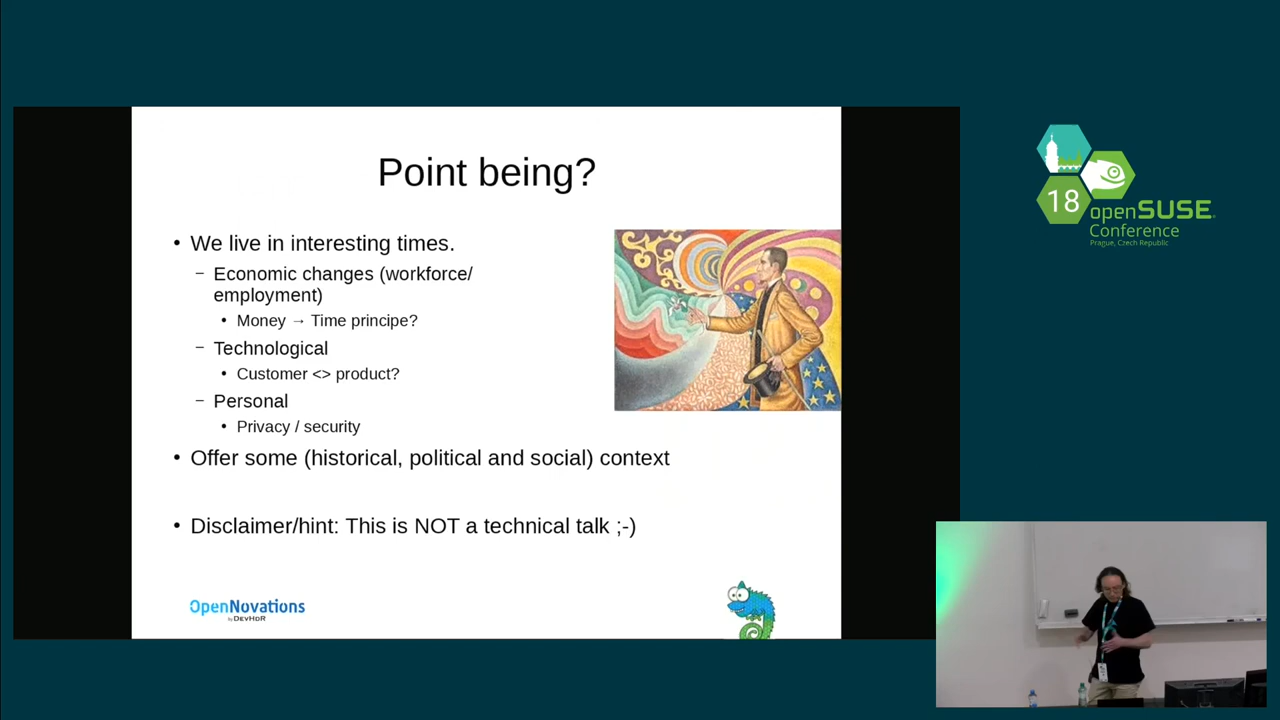 Point being?
• We live in interesting times.
– Economic changes (workforce/
employment)
• Money → Time principe?
– Technological
• Customer <> product?
– Personal
• Privacy / security
• Offer some (historical, political and social) context
• Disclaimer/hint: This is NOT a technical talk ;-)
OpenNovations
by DEVHDR
18
openSUSE
Conference
Prague, Czech Republic